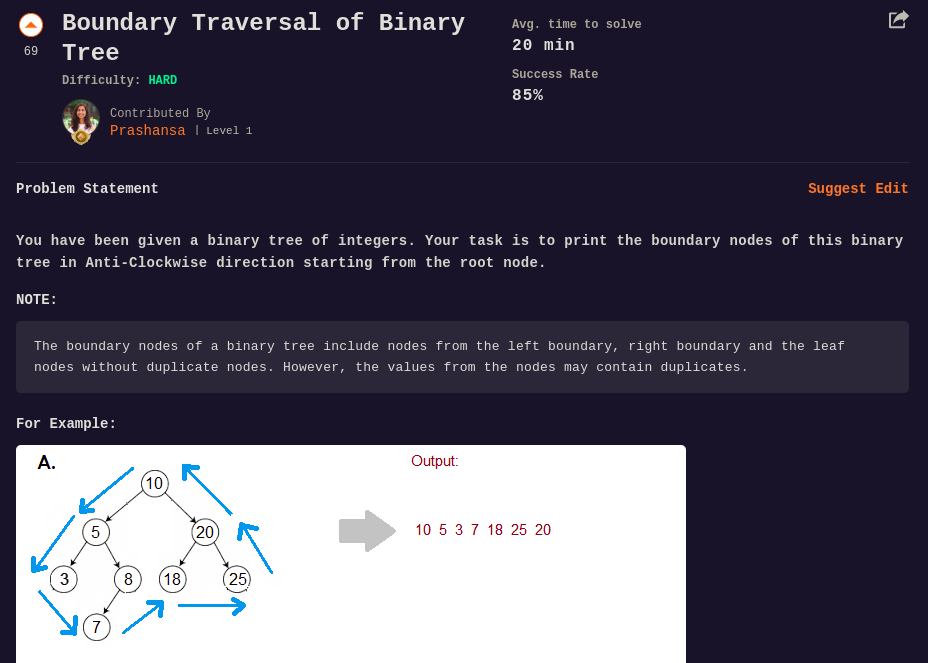 Boundary Traversal of Binary
Tree
69
Difficulty: HARD
Contributed By
Prashansa | Level 1
Avg. time to solve
20 min
Success Rate
85%
Problem Statement
Suggest Edit
You have been given a binary tree of integers. Your task is to print the boundary nodes of this binary
tree in Anti-Clockwise direction starting from the root node.
NOTE:
The boundary nodes of a binary tree include nodes from the left boundary, right boundary and the leaf
nodes without duplicate nodes. However, the values from the nodes may contain duplicates.
For Example:
A.
10
5 20
3 8 18 25
7
Output:
10 5 3 7 18 25 20